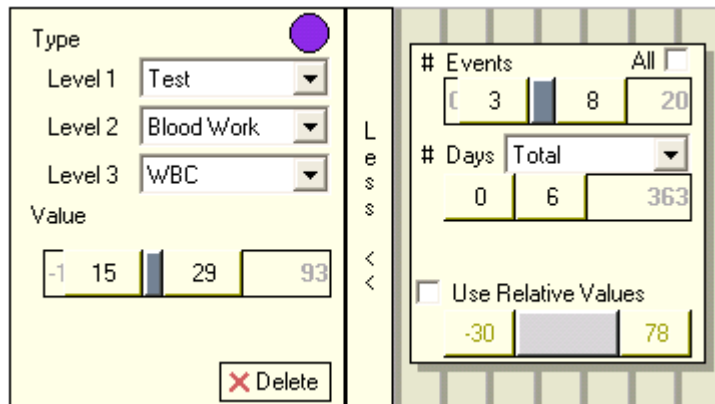 Type
Level 1 Test
Level 2 Blood Work
Level 3 WBC
Value
-1 15 29 93
Delete
Less <<
# Events All
3 8 20
# Days Total
0 6 363
Use Relative Values
-30 78